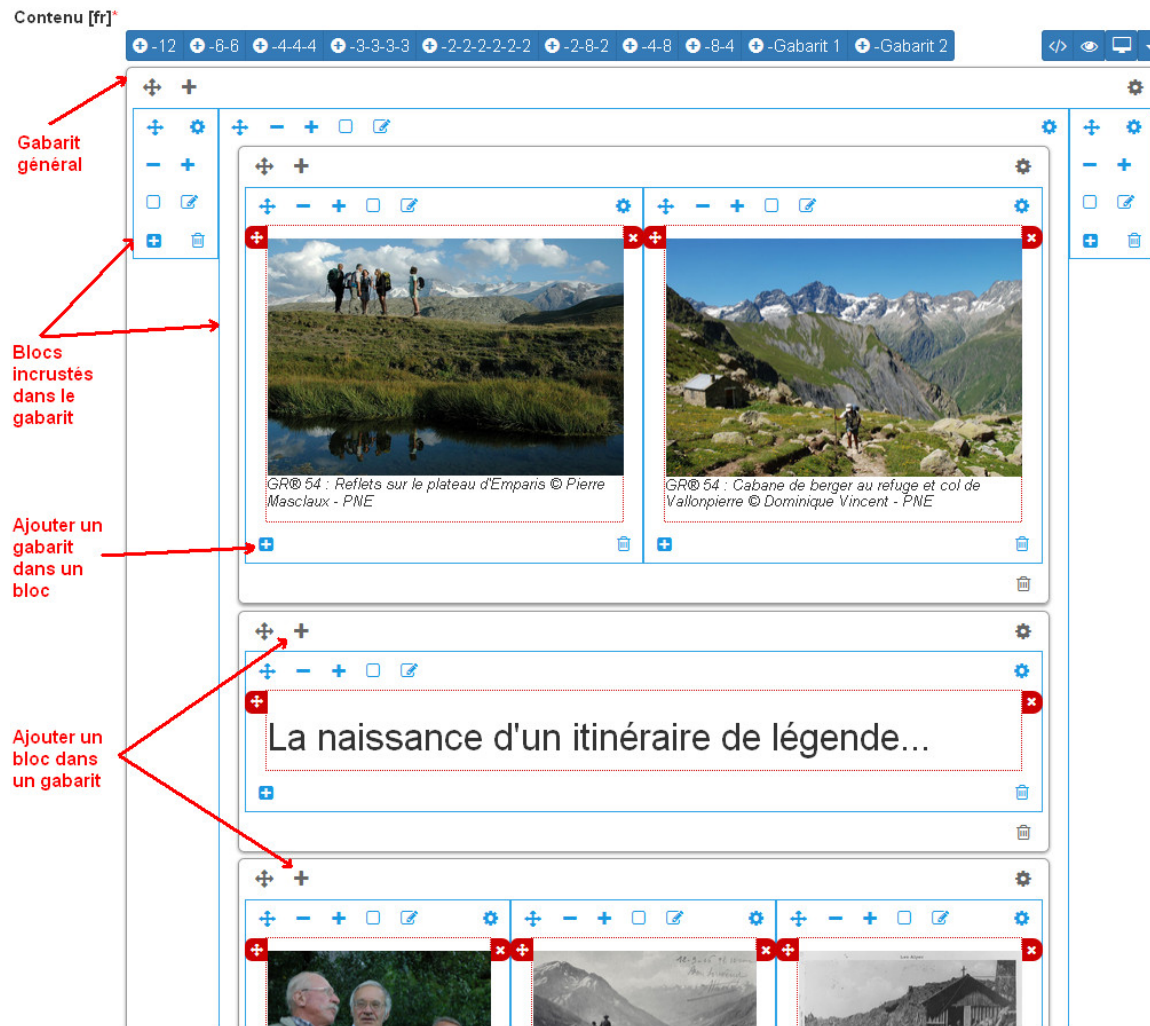 Contenu [fr]*
-12 -6-6 -4-4-4 -3-3-3-3 -2-2-2-2-2-2 -2-8-2 -4-8 -8-4 -Gabarit 1 -Gabarit 2
Gabarit
général
Blocs
incrustés
dans le
gabarit
GR® 54 : Reflets sur le plateau d'Emparis © Pierre
Masclaux - PNE
GR® 54 : Cabane de berger au refuge et col de
Vallonpierre © Dominique Vincent - PNE
Ajouter un
gabarit
dans un
bloc
La naissance d'un itinéraire de légende...
Ajouter un
bloc dans
un gabarit